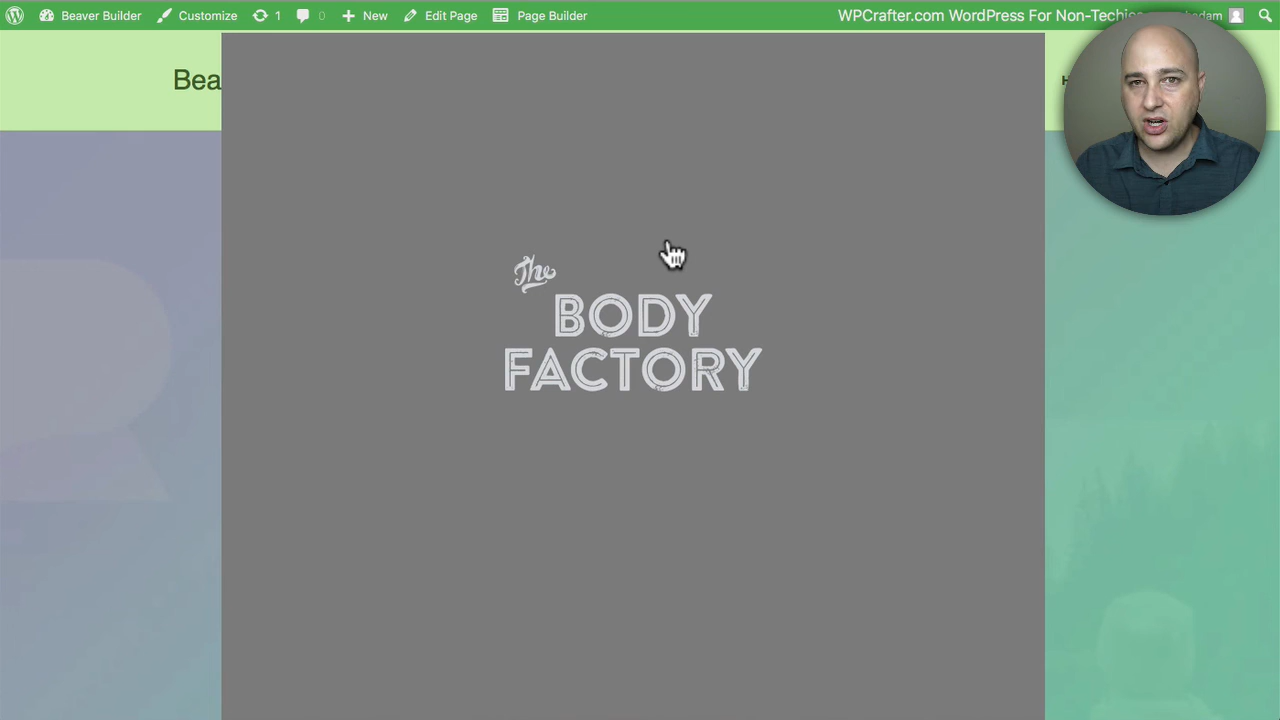 Beaver Builder Customize 1 0 New Edit Page Page Builder WPCrafter.com WordPress For Non-Techies
Bea
H
The
BODY
FACTORY